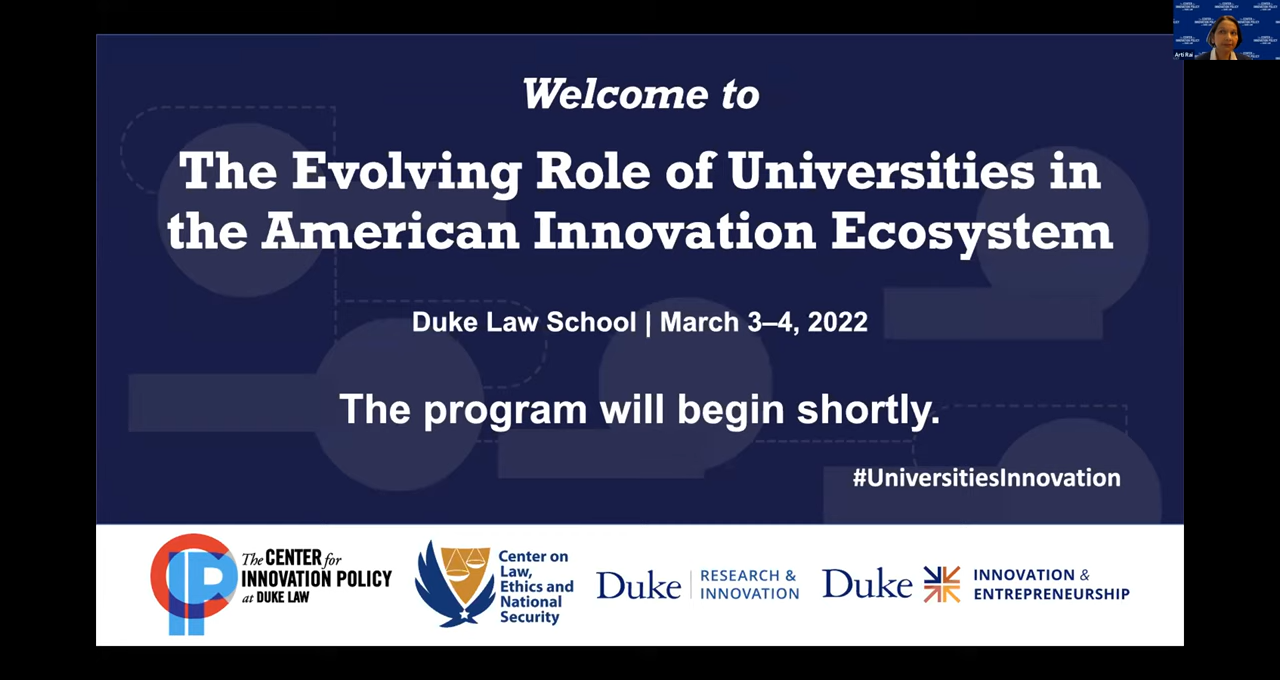 Welcome to
The Evolving Role of Universities in
the American Innovation Ecosystem
Duke Law School | March 3–4, 2022
The program will begin shortly.
#UniversitiesInnovation
CIP
The CENTER for
INNOVATION POLICY
at DUKE LAW
Center on
Law,
Ethics and
National
Security
Duke
RESEARCH &
INNOVATION
Duke
INNOVATION &
ENTREPRENEURSHIP
Arti Rai